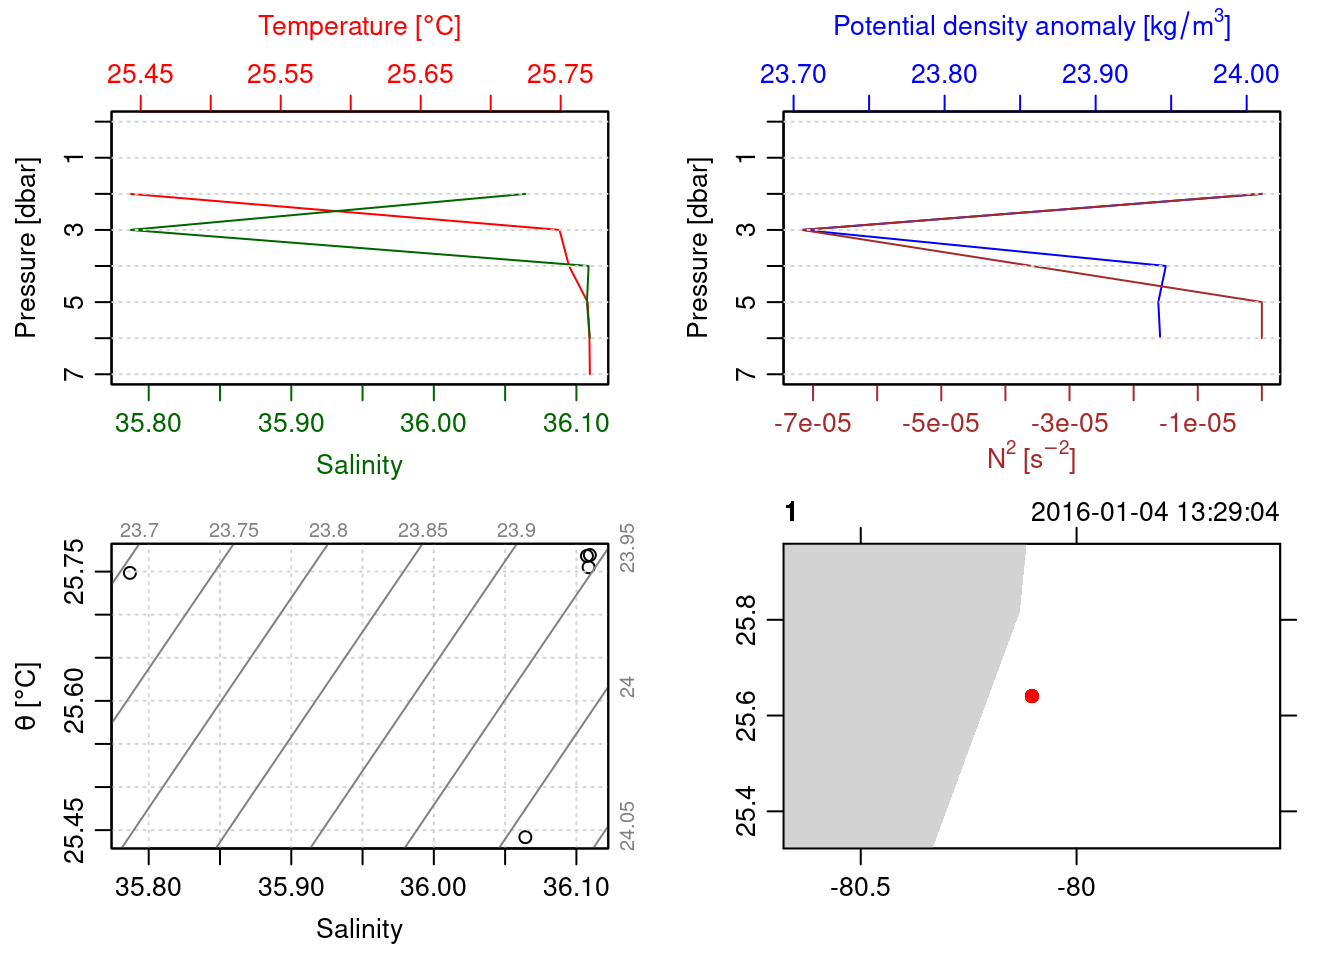 Temperature [°C]
25.45 25.55 25.65 25.75
Pressure [dbar]
1
3
5
7
35.80 35.90 36.00 36.10
Salinity
Potential density anomaly [kg/m³]
23.70 23.80 23.90 24.00
Pressure [dbar]
1
3
5
7
-7e-05 -5e-05 -3e-05 -1e-05
N² [s⁻²]
23.7 23.75 23.8 23.85 23.9
23.95
24
24.05
θ [°C]
25.75
25.60
25.45
35.80 35.90 36.00 36.10
Salinity
1 2016-01-04 13:29:04
25.8
25.6
25.4
-80.5 -80